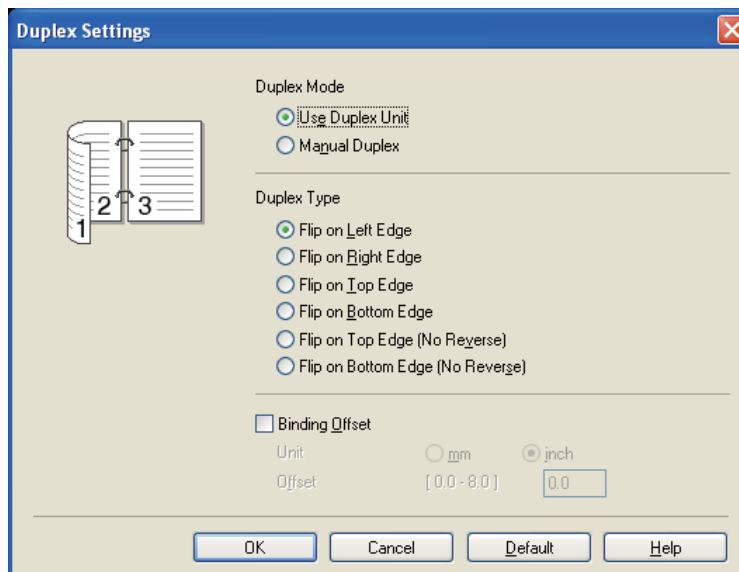 Duplex Settings
Duplex Mode
Use Duplex Unit
Manual Duplex
2 3
1
Duplex Type
Flip on Left Edge
Flip on Right Edge
Flip on Top Edge
Flip on Bottom Edge
Flip on Top Edge (No Reverse)
Flip on Bottom Edge (No Reverse)
Binding Offset
Unit mm inch
Offset [ 0.0 - 8.0 ] 0.0
OK Cancel Default Help